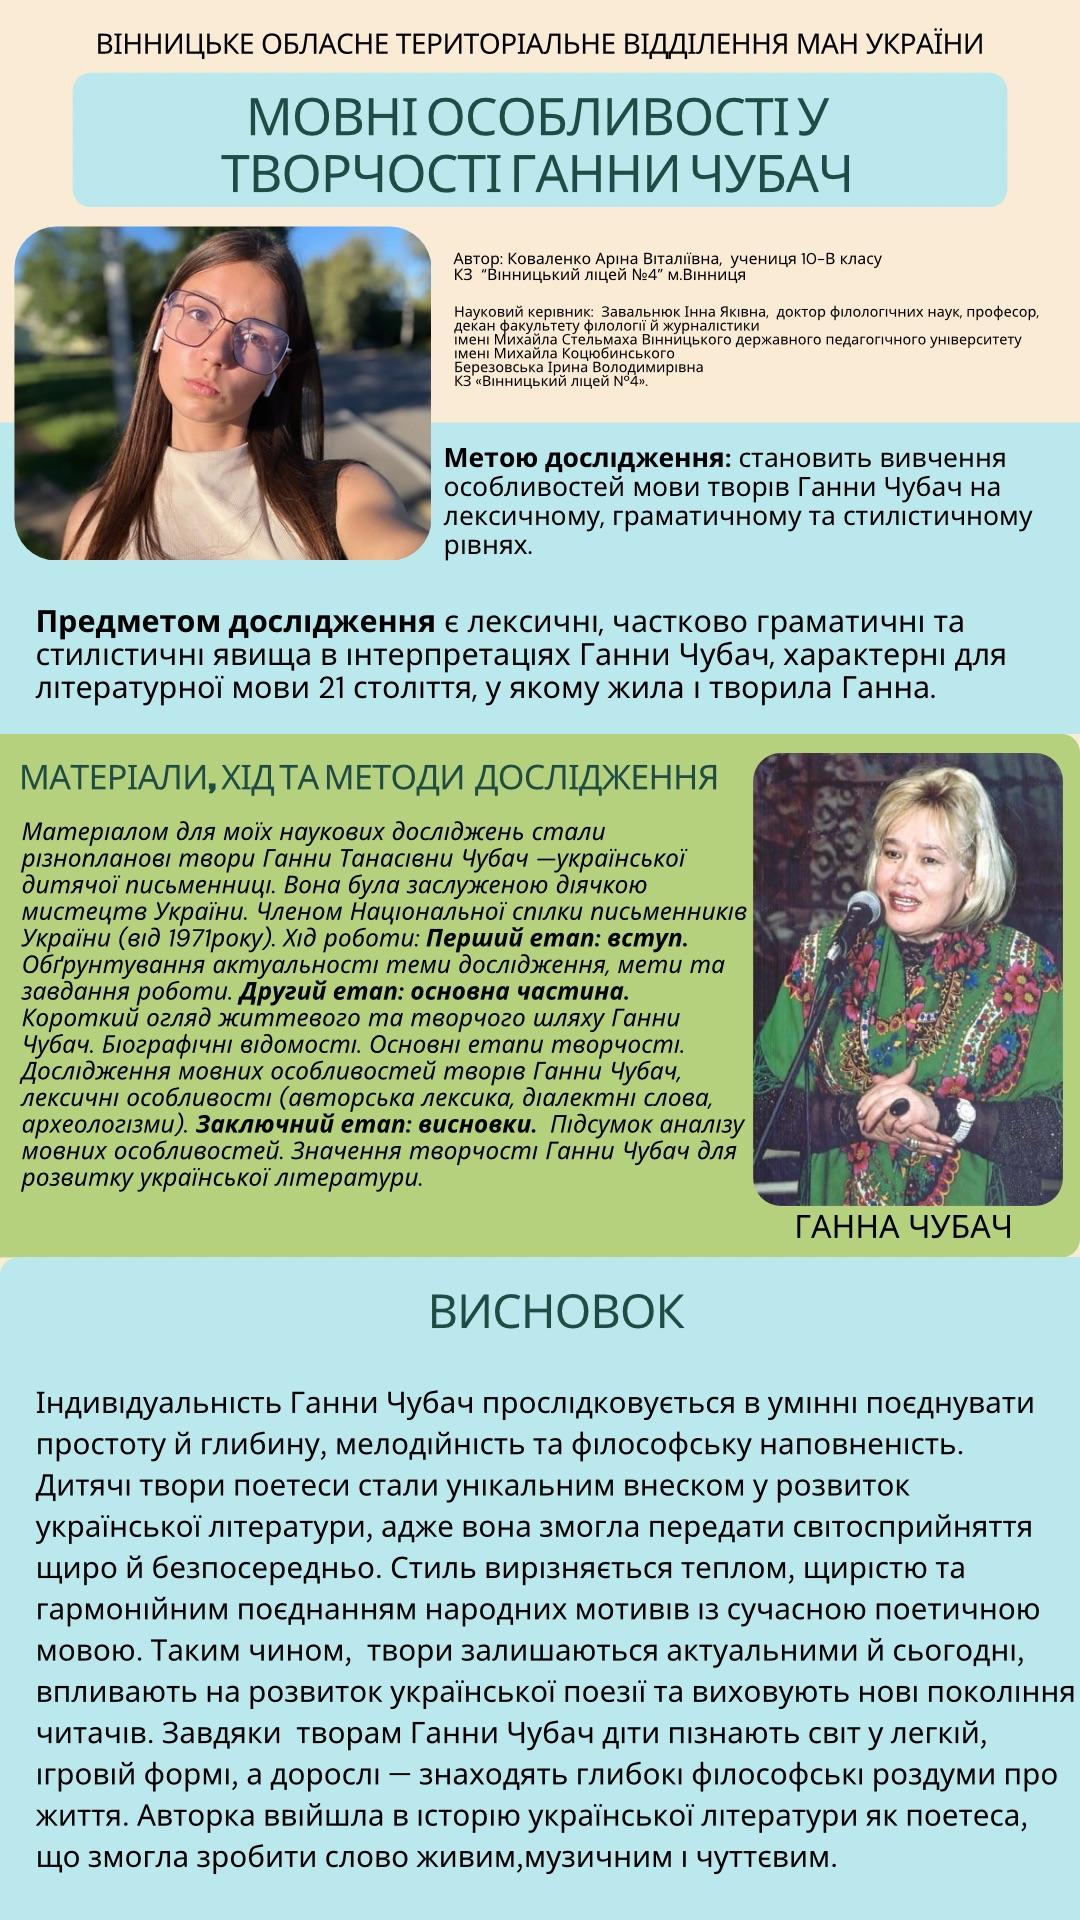 ВІННИЦЬКЕ ОБЛАСНЕ ТЕРИТОРІАЛЬНЕ ВІДДІЛЕННЯ МАН УКРАЇНИ
МОВНІ ОСОБЛИВОСТІ У
ТВОРЧОСТІ ГАННИ ЧУБАЧ
Автор: Коваленко Аріна Віталіївна, учениця 10–В класу
КЗ “Вінницький ліцей №4” м.Вінниця
Науковий керівник: Завальнюк Інна Яківна, доктор філологічних наук, професор,
декан факультету філології й журналістики
імені Михайла Стельмаха Вінницького державного педагогічного університету
імені Михайла Коцюбинського
Березовська Ірина Володимирівна
КЗ «Вінницький ліцей №4».
Метою дослідження: становить вивчення
особливостей мови творів Ганни Чубач на
лексичному, граматичному та стилістичному
рівнях.
Предметом дослідження є лексичні, частково граматичні та
стилістичні явища в інтерпретаціях Ганни Чубач, характерні для
літературної мови 21 століття, у якому жила і творила Ганна.
МАТЕРІАЛИ, ХІД ТА МЕТОДИ ДОСЛІДЖЕННЯ
Матеріалом для моїх наукових досліджень стали
різнопланові твори Ганни Танасівни Чубач —української
дитячої письменниці. Вона була заслуженою діячкою
мистецтв України. Членом Національної спілки письменників
України (від 1971року). Хід роботи: Перший етап: вступ.
Обґрунтування актуальності теми дослідження, мети та
завдання роботи. Другий етап: основна частина.
Короткий огляд життевого та творчого шляху Ганни
Чубач. Біографічні відомості. Основні етапи творчості.
Дослідження мовних особливостей творів Ганни Чубач,
лексичні особливості (авторська лексика, діалектні слова,
археологізми). Заключний етап: висновки. Підсумок аналізу
мовних особливостей. Значення творчості Ганни Чубач для
розвитку української літератури.
ГАННА ЧУБАЧ
ВИСНОВОК
Індивідуальність Ганни Чубач прослідковується в умінні поєднувати
простоту й глибину, мелодійність та філософську наповненість.
Дитячі твори поетеси стали унікальним внеском у розвиток
української літератури, адже вона змогла передати світосприйняття
щиро й безпосередньо. Стиль вирізняється теплом, щирістю та
гармонійним поєднанням народних мотивів із сучасною поетичною
мовою. Таким чином, твори залишаються актуальними й сьогодні,
впливають на розвиток української поезії та виховують нові покоління
читачів. Завдяки творам Ганни Чубач діти пізнають світ у легкій,
ігровій формі, а дорослі — знаходять глибокі філософські роздуми про
життя. Авторка ввійшла в історію української літератури як поетеса,
що змогла зробити слово живим,музичним і чуттєвим.